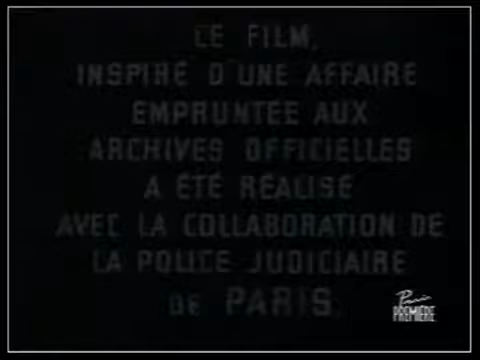 LE FILM,
INSPIRÉ D'UNE AFFAIRE
EMPRUNTÉE AUX
ARCHIVES OFFICIELLES
A ÉTÉ RÉALISÉ
AVEC LA COLLABORATION DE
LA POLICE JUDICIAIRE
DE PARIS.
Paris
PREMIÈRE